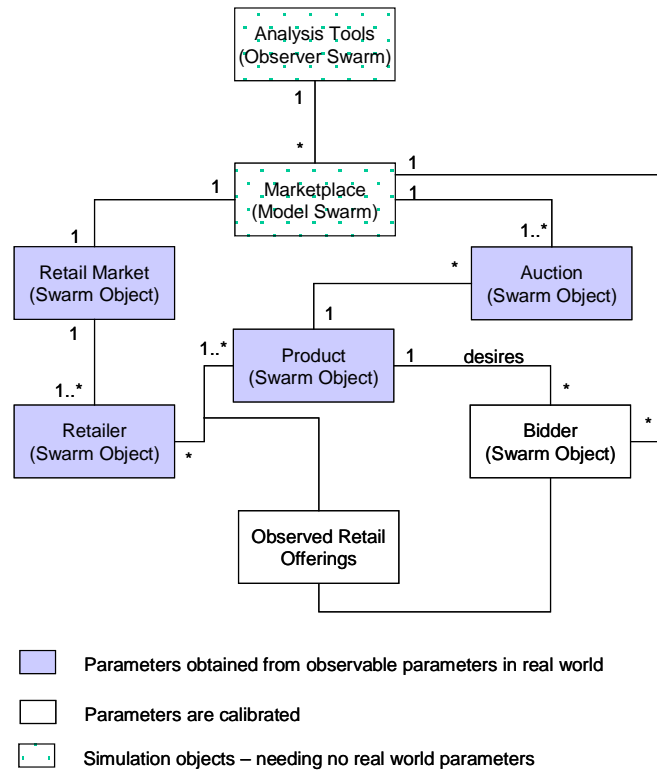 Analysis Tools
(Observer Swarm)
1
*
Marketplace
(Model Swarm)
1
1
1
1
1..*
Retail Market
(Swarm Object)
Auction
(Swarm Object)
*
1
1
1..*
Product
(Swarm Object)
1
desires
*
1..*
Retailer
(Swarm Object)
*
Bidder
(Swarm Object)
*
Observed Retail
Offerings
Parameters obtained from observable parameters in real world
Parameters are calibrated
Simulation objects – needing no real world parameters